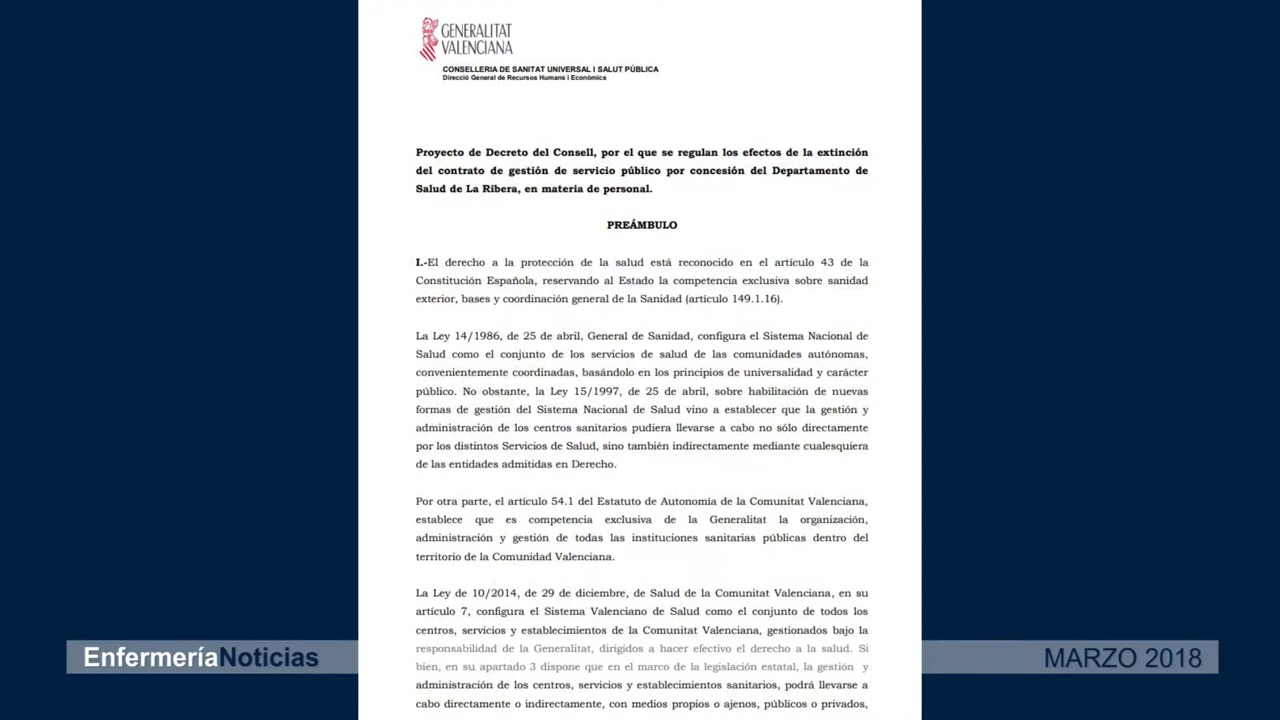 GENERALITAT
VALENCIANA
CONSELLERIA DE SANITAT UNIVERSAL I SALUT PÚBLICA
Direcció General de Recursos Humans i Econòmics
Proyecto de Decreto del Consell, por el que se regulan los efectos de la extinción
del contrato de gestión de servicio público por concesión del Departamento de
Salud de La Ribera, en materia de personal.
PREÁMBULO
I.-El derecho a la protección de la salud está reconocido en el artículo 43 de la
Constitución Española, reservando al Estado la competencia exclusiva sobre sanidad
exterior, bases y coordinación general de la Sanidad (artículo 149.1.16).
La Ley 14/1986, de 25 de abril, General de Sanidad, configura el Sistema Nacional de
Salud como el conjunto de los servicios de salud de las comunidades autónomas,
convenientemente coordinadas, basándolo en los principios de universalidad y carácter
público. No obstante, la Ley 15/1997, de 25 de abril, sobre habilitación de nuevas
formas de gestión del Sistema Nacional de Salud vino a establecer que la gestión y
administración de los centros sanitarios pudiera llevarse a cabo no sólo directamente
por los distintos Servicios de Salud, sino también indirectamente mediante cualesquiera
de las entidades admitidas en Derecho.
Por otra parte, el artículo 54.1 del Estatuto de Autonomía de la Comunitat Valenciana,
establece que es competencia exclusiva de la Generalitat la organización,
administración y gestión de todas las instituciones sanitarias públicas dentro del
territorio de la Comunidad Valenciana.
La Ley de 10/2014, de 29 de diciembre, de Salud de la Comunitat Valenciana, en su
artículo 7, configura el Sistema Valenciano de Salud como el conjunto de todos los
centros, servicios y establecimientos de la Comunitat Valenciana, gestionados bajo la
responsabilidad de la Generalitat, dirigidos a hacer efectivo el derecho a la salud. Si
bien, en su apartado 3 dispone que en el marco de la legislación estatal, la gestión y
administración de los centros, servicios y establecimientos sanitarios, podrá llevarse a
cabo directamente o indirectamente, con medios propios o ajenos, públicos o privados,
EnfermeríaNoticias
MARZO 2018